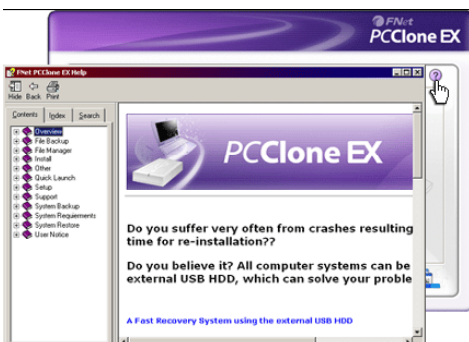 FNet
PCClone EX
FNet PCClone EX Help
Hide Back Print
Contents Index Search
Overview
File Backup
File Manager
Install
Other
Quick Launch
Setup
Support
System Backup
System Requierments
System Restore
User Notice
PCClone EX
Do you suffer very often from crashes resulting
time for re-installation??
Do you believe it? All computer systems can be
external USB HDD, which can solve your proble
A Fast Recovery System using the external USB HDD